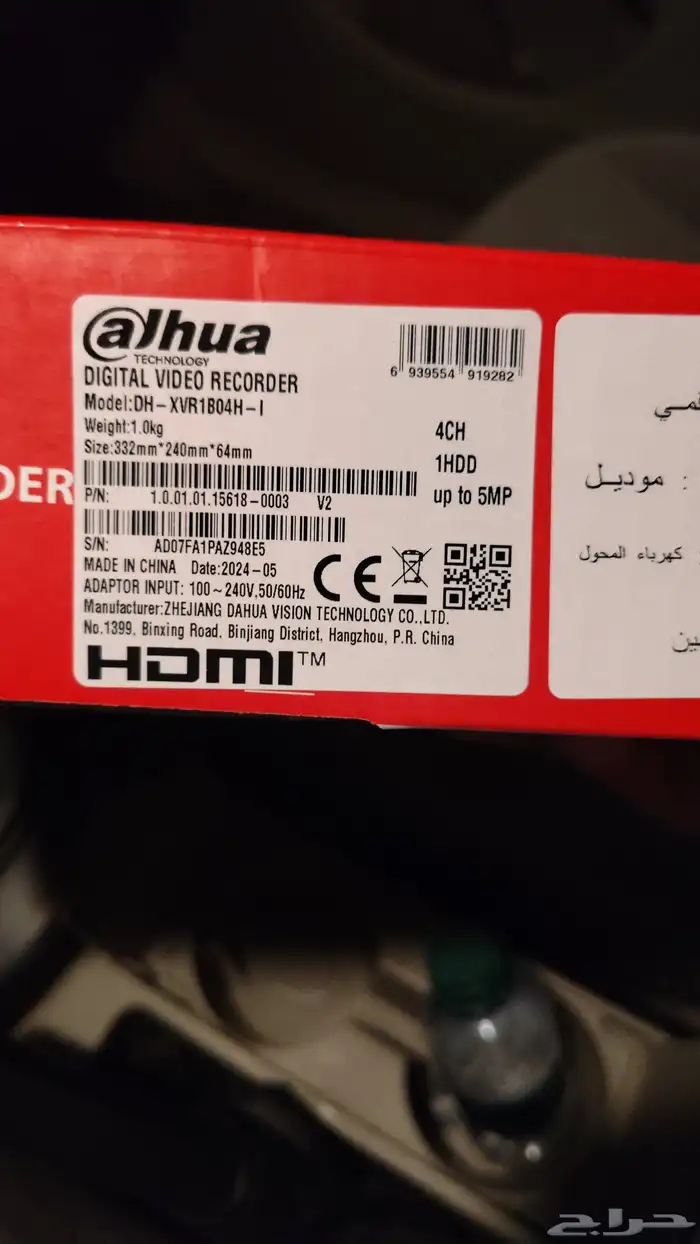 alhua
TECHNOLOGY
DIGITAL VIDEO RECORDER
Model:DH-XVR1B04H-I
Weight:1.0kg
Size:332mm*240mm*64mm
6 939554 919282
4CH
1HDD
up to 5MP
P/N: 1.0.01.01.15618-0003 V2
S/N: AD07FA1PAZ948E5
MADE IN CHINA Date:2024-05
ADAPTOR INPUT: 100~240V,50/60Hz
Manufacturer:ZHEJIANG DAHUA VISION TECHNOLOGY CO.,LTD.
No.1399, Binxing Road, Binjiang District, Hangzhou, P.R. China
CE
HDMI™
DER
موديل :
كهرباء المحول
حراج